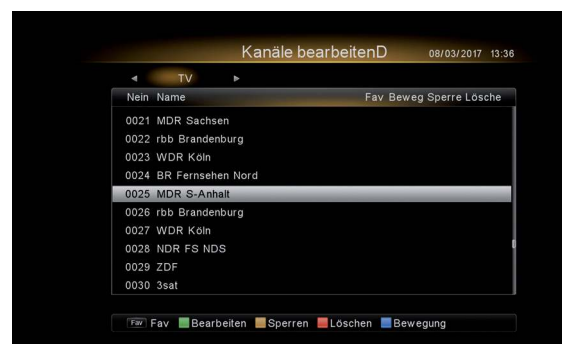 Kanäle bearbeitenD 08/03/2017 13:36
TV
Nein Name Fav Beweg Sperre Lösche
0021 MDR Sachsen
0022 rbb Brandenburg
0023 WDR Köln
0024 BR Fernsehen Nord
0025 MDR S-Anhalt
0026 rbb Brandenburg
0027 WDR Köln
0028 NDR FS NDS
0029 ZDF
0030 3sat
Fav Fav Bearbeiten Sperren Löschen Bewegung